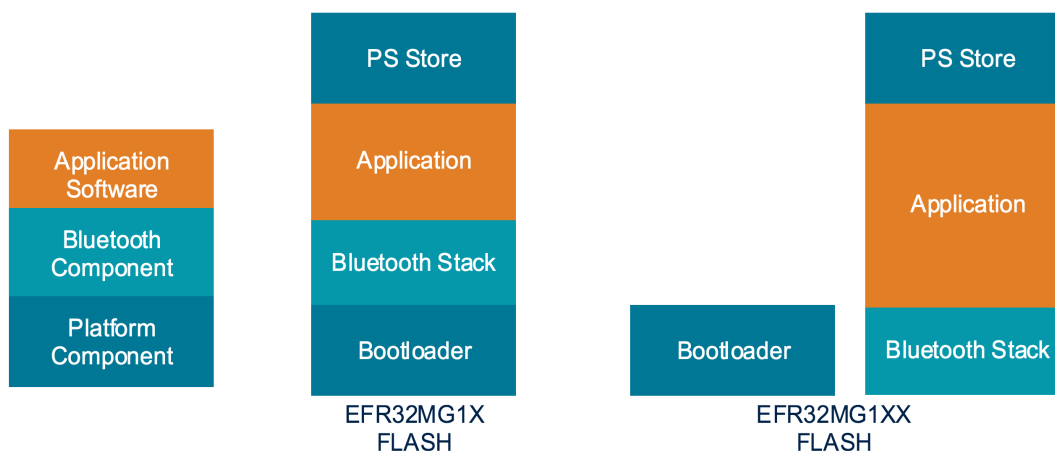 Application
Software
Bluetooth
Component
Platform
Component
PS Store
Application
Bluetooth Stack
Bootloader
EFR32MG1X
FLASH
Bootloader
PS Store
Application
Bluetooth Stack
EFR32MG1XX
FLASH